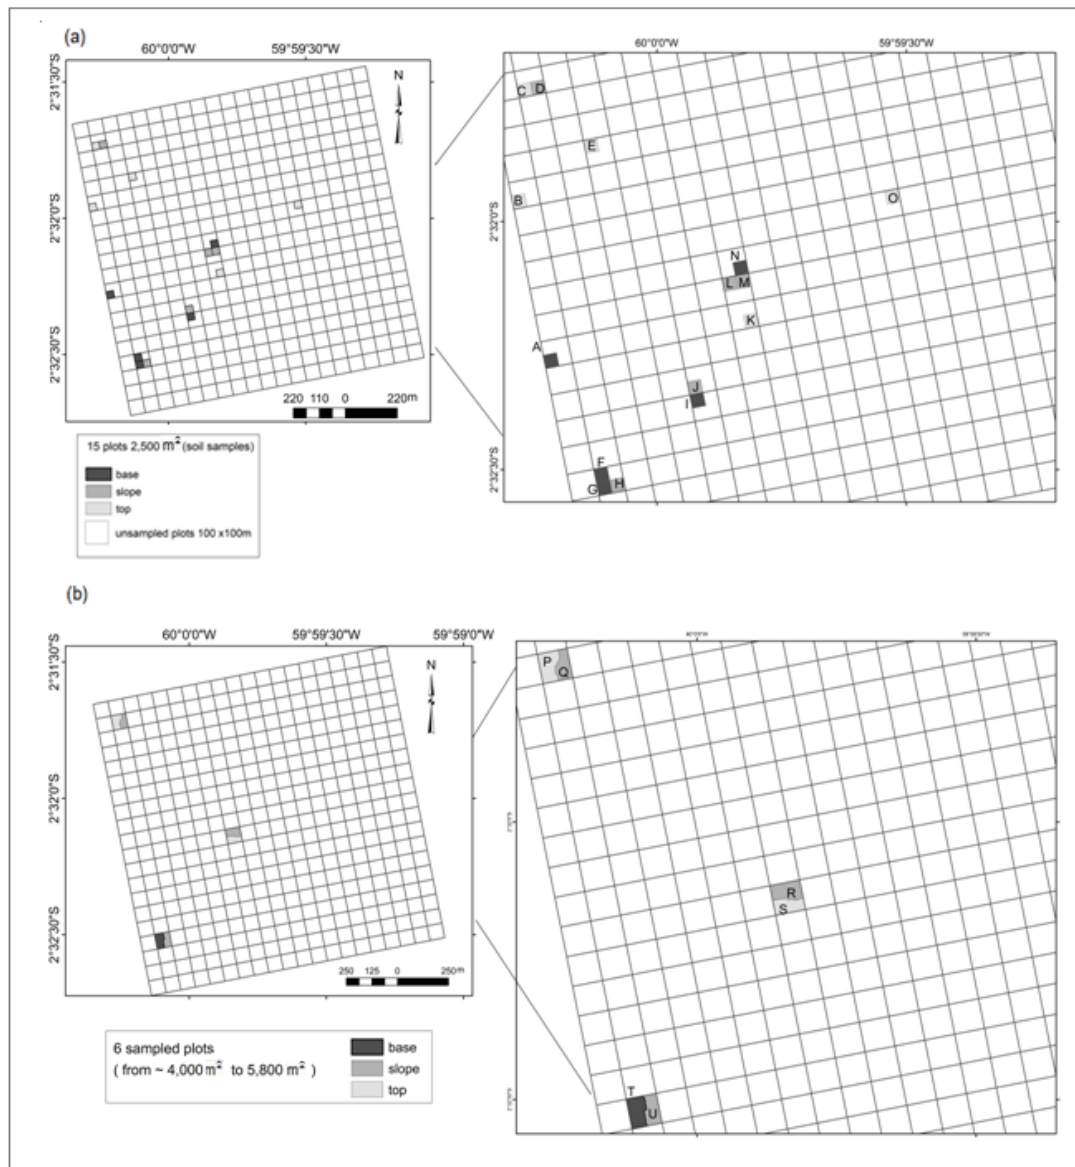 (a)
60°0'0"W 59°59'30"W
2°31'30"S
2°32'0"S
2°32'30"S
N
220 110 0 220m
15 plots 2,500 m² (soil samples)
base
slope
top
unsampled plots 100 x100m
60°0'0"W 59°59'30"W
2°32'0"S
2°32'30"S
C D
E
B
O
N
L M
K
A
J
I
F
G H
(b)
60°0'0"W 59°59'30"W 59°59'0"W
2°31'30"S
2°32'0"S
2°32'30"S
N
250 125 0 250m
6 sampled plots
( from ~ 4,000 m² to 5,800 m² )
base
slope
top
P
Q
R
S
T
U